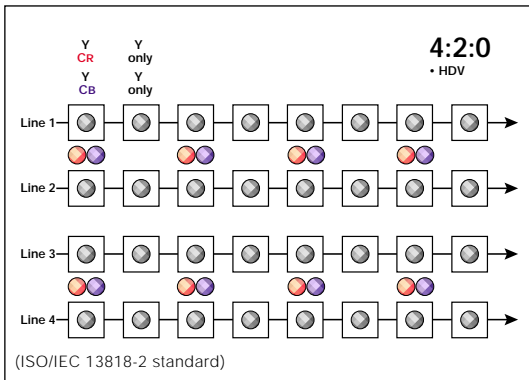 Y
CR
Y
CB
Y
only
Y
only
4:2:0
• HDV
Line 1
Line 2
Line 3
Line 4
(ISO/IEC 13818-2 standard)